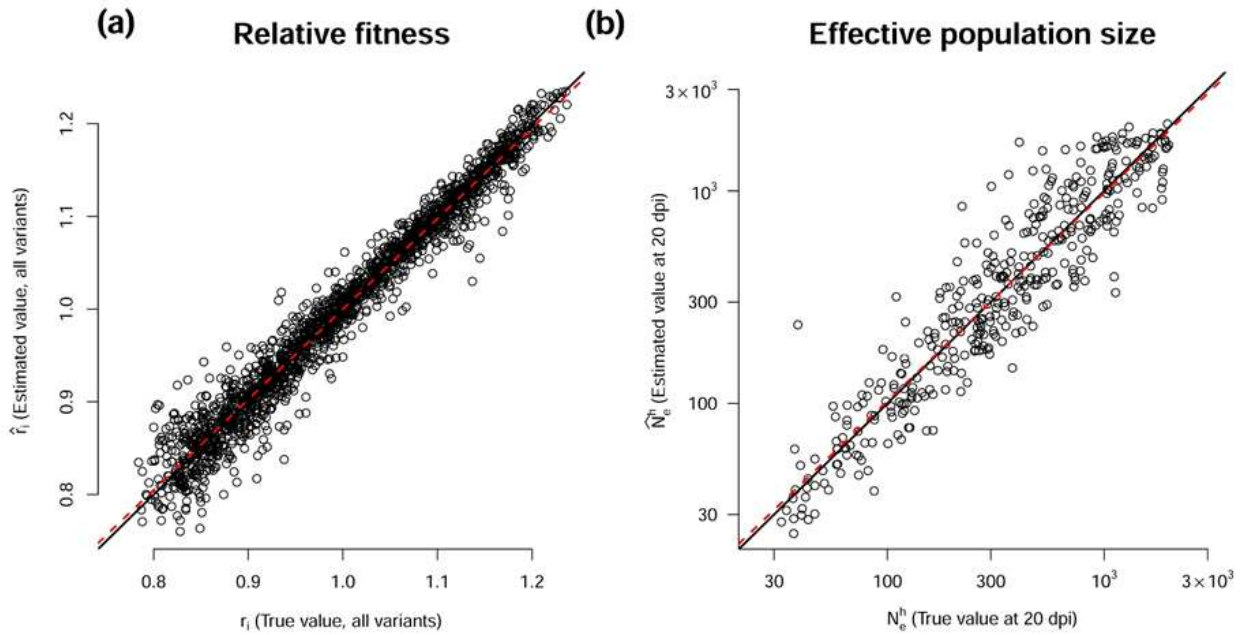 (a)
Relative fitness
r̂ᵢ (Estimated value, all variants)
1.2
1.1
1.0
0.9
0.8
0.8 0.9 1.0 1.1 1.2
rᵢ (True value, all variants)
(b)
Effective population size
N̂ₑʰ (Estimated value at 20 dpi)
3×10³
10³
300
100
30
30 100 300 10³ 3×10³
Nₑʰ (True value at 20 dpi)